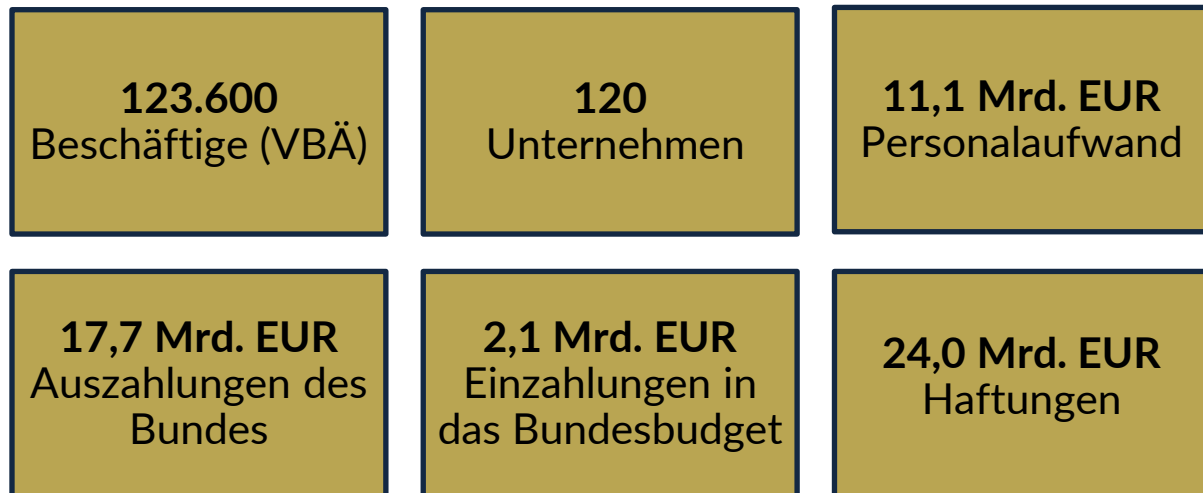 123.600
Beschäftige (VBÄ)
120
Unternehmen
11,1 Mrd. EUR
Personalaufwand
17,7 Mrd. EUR
Auszahlungen des
Bundes
2,1 Mrd. EUR
Einzahlungen in
das Bundesbudget
24,0 Mrd. EUR
Haftungen